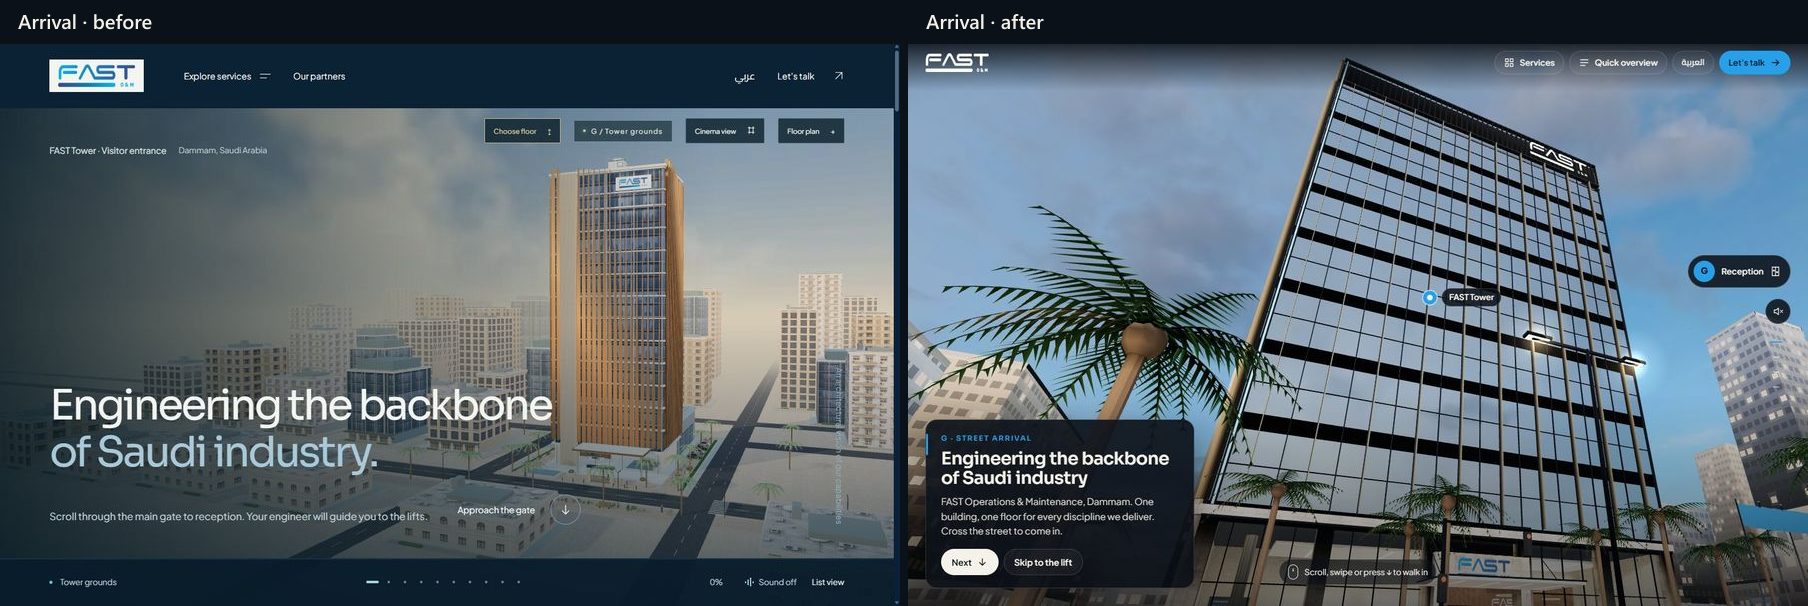 Arrival · before
FAST
O&M
Explore services
Our partners
عربي
Let's talk
Choose floor
G / Tower grounds
Cinema view
Floor plan
FAST Tower · Visitor entrance
Dammam, Saudi Arabia
FAST
Engineering the backbone
of Saudi industry.
Scroll through the main gate to reception. Your engineer will guide you to the lifts.
Approach the gate
Tower grounds
0%
Sound off
List view
Arrival · after
FAST
O&M
Services
Quick overview
العربية
Let's talk
FAST
G
Reception
FAST Tower
G · STREET ARRIVAL
Engineering the backbone
of Saudi industry
FAST Operations & Maintenance, Dammam. One
building, one floor for every discipline we deliver.
Cross the street to come in.
Next
Skip to the lift
Scroll, swipe or press ↓ to walk in
FAST